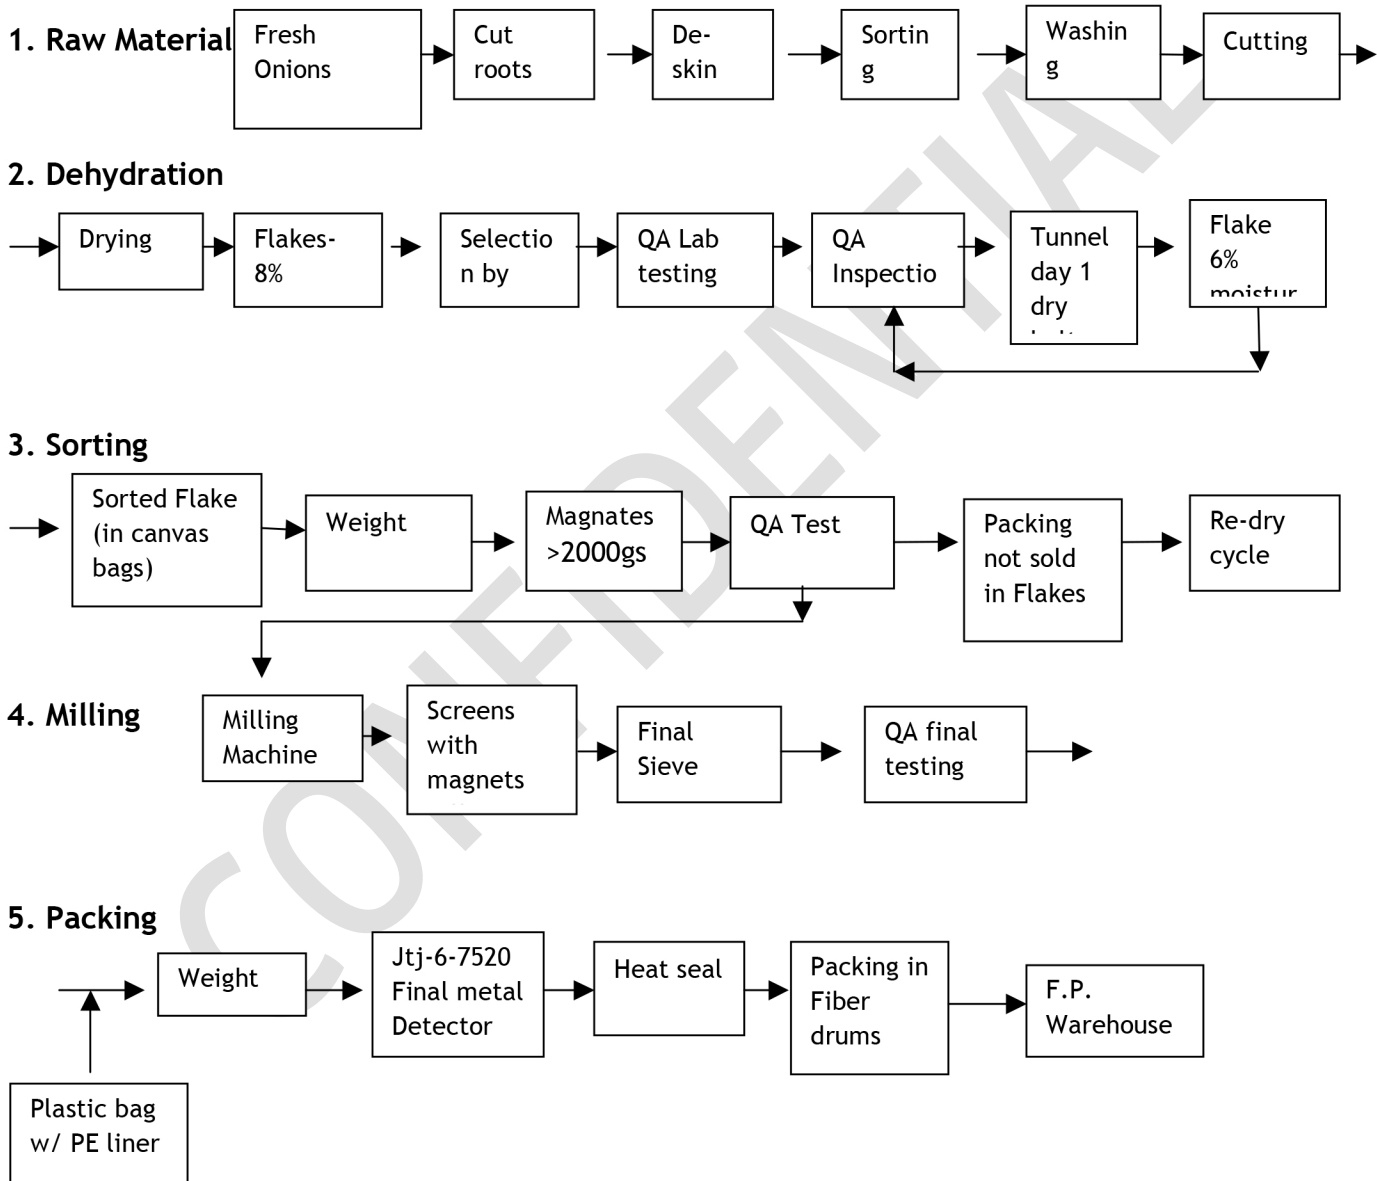 1. Raw Material
Fresh
Onions
Cut
roots
De-
skin
Sortin
g
Washin
g
Cutting
2. Dehydration
Drying
Flakes-
8%
Selectio
n by
QA Lab
testing
QA
Inspectio
Tunnel
day 1
dry
Flake
6%
moistur
3. Sorting
Sorted Flake
(in canvas
bags)
Weight
Magnates
>2000gs
QA Test
Packing
not sold
in Flakes
Re-dry
cycle
4. Milling
Milling
Machine
Screens
with
magnets
Final
Sieve
QA final
testing
5. Packing
Weight
Jtj-6-7520
Final metal
Detector
Heat seal
Packing in
Fiber
drums
F.P.
Warehouse
Plastic bag
w/ PE liner
CONFIDENTIAL